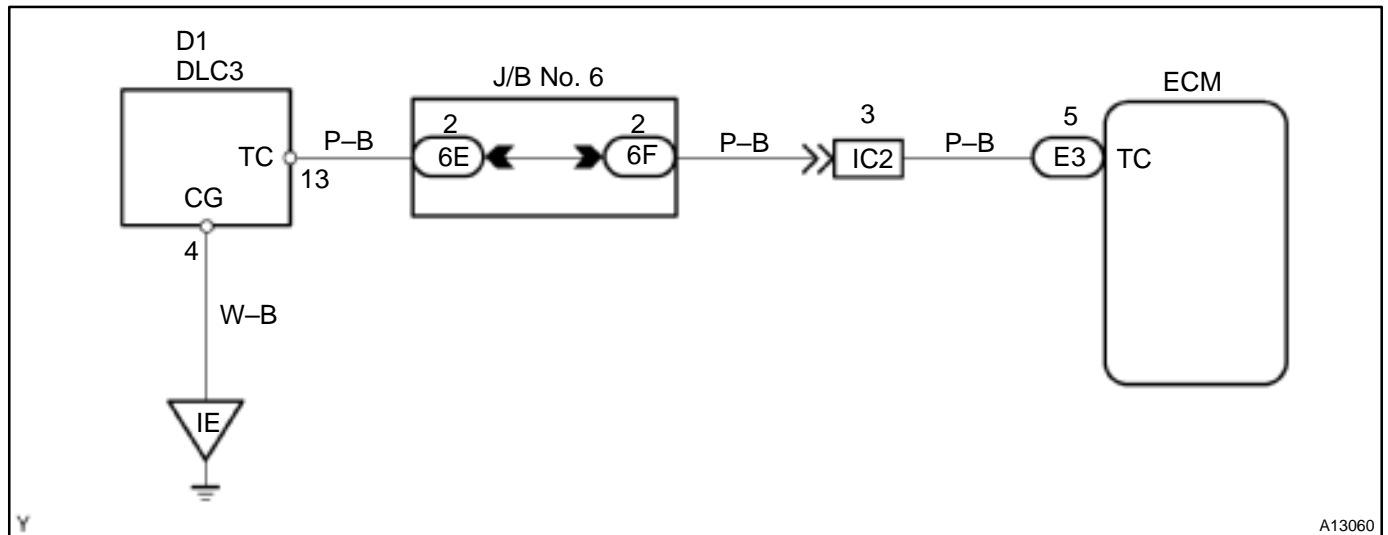 D1
DLC3
J/B No. 6
ECM
2
2
3
5
TC
P–B
6E
6F
P–B
IC2
P–B
E3
TC
13
CG
4
W–B
IE
Y
A13060